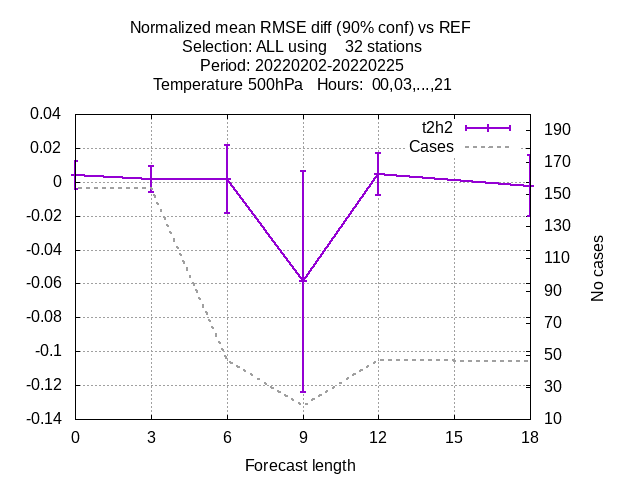 Normalized mean RMSE diff (90% conf) vs REF
Selection: ALL using    32 stations
Period: 20220202-20220225
Temperature 500hPa   Hours:  00,03,...,21
t2h2
Cases
0.04
0.02
0
-0.02
-0.04
-0.06
-0.08
-0.1
-0.12
-0.14
190
170
150
130
110
90
70
50
30
10
No cases
0 3 6 9 12 15 18
Forecast length